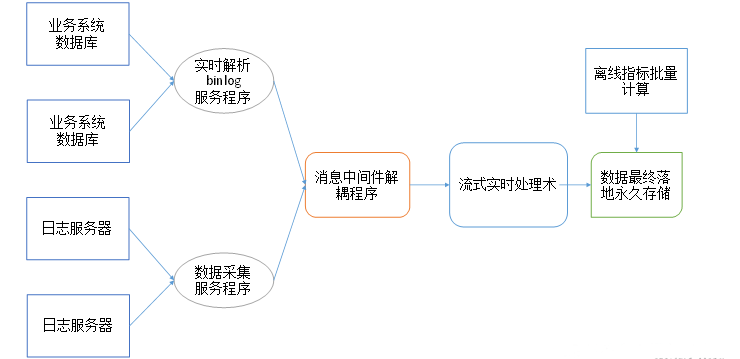 业务系统
数据库
业务系统
数据库
日志服务器
日志服务器
实时解析
binlog
服务程序
数据采集
服务程序
消息中间件解
耦程序
流式实时处理术
离线指标批量
计算
数据最终落
地永久存储